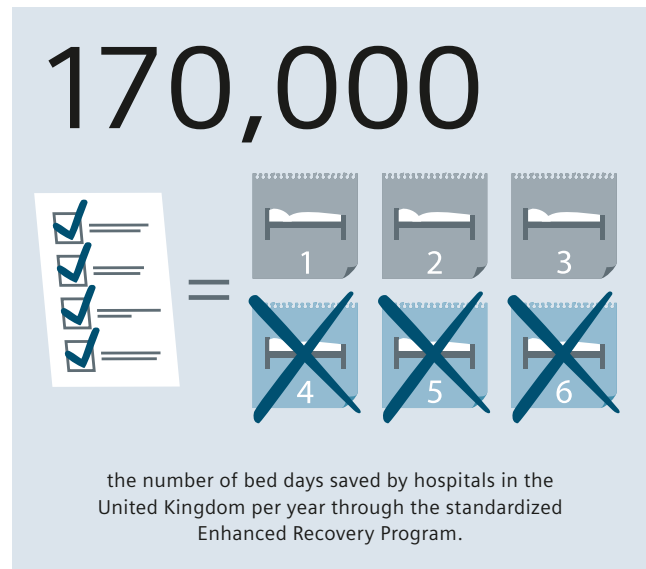 170,000
1 2 3
4 5 6
the number of bed days saved by hospitals in the
United Kingdom per year through the standardized
Enhanced Recovery Program.